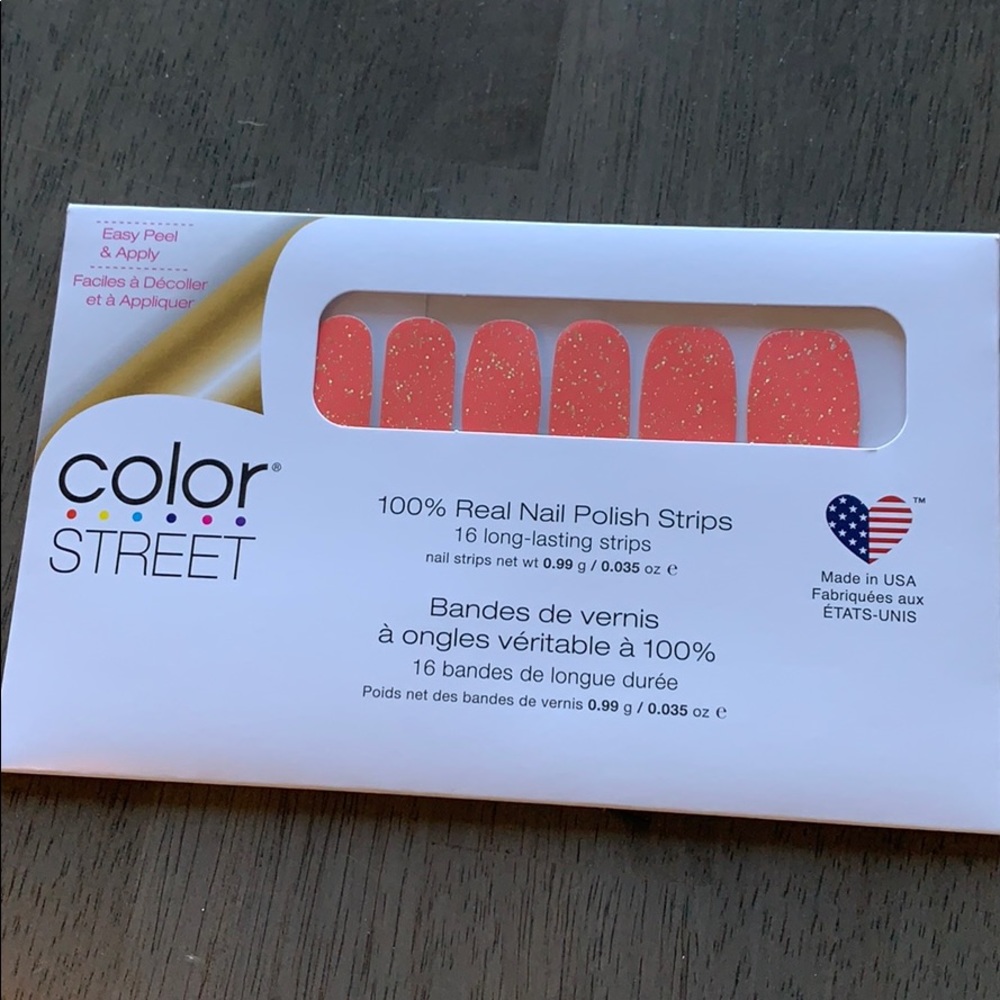 Easy Peel
& Apply
Faciles à Décoller
et à Appliquer
color®
STREET
100% Real Nail Polish Strips
16 long-lasting strips
nail strips net wt 0.99 g / 0.035 oz e
Bandes de vernis
à ongles véritable à 100%
16 bandes de longue durée
Poids net des bandes de vernis 0.99 g / 0.035 oz e
TM
Made in USA
Fabriquées aux
ÉTATS-UNIS